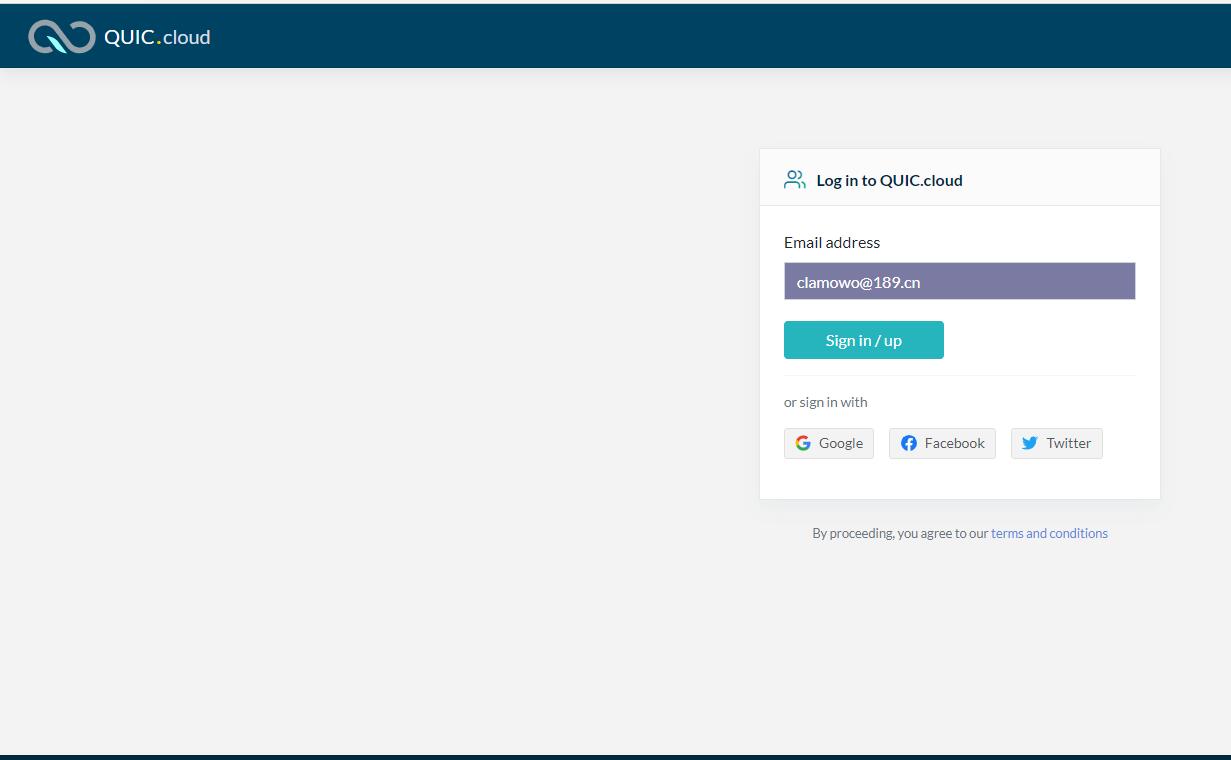 QUIC.cloud
Log in to QUIC.cloud
Email address
clamowo@189.cn
Sign in / up
or sign in with
Google Facebook Twitter
By proceeding, you agree to our terms and conditions